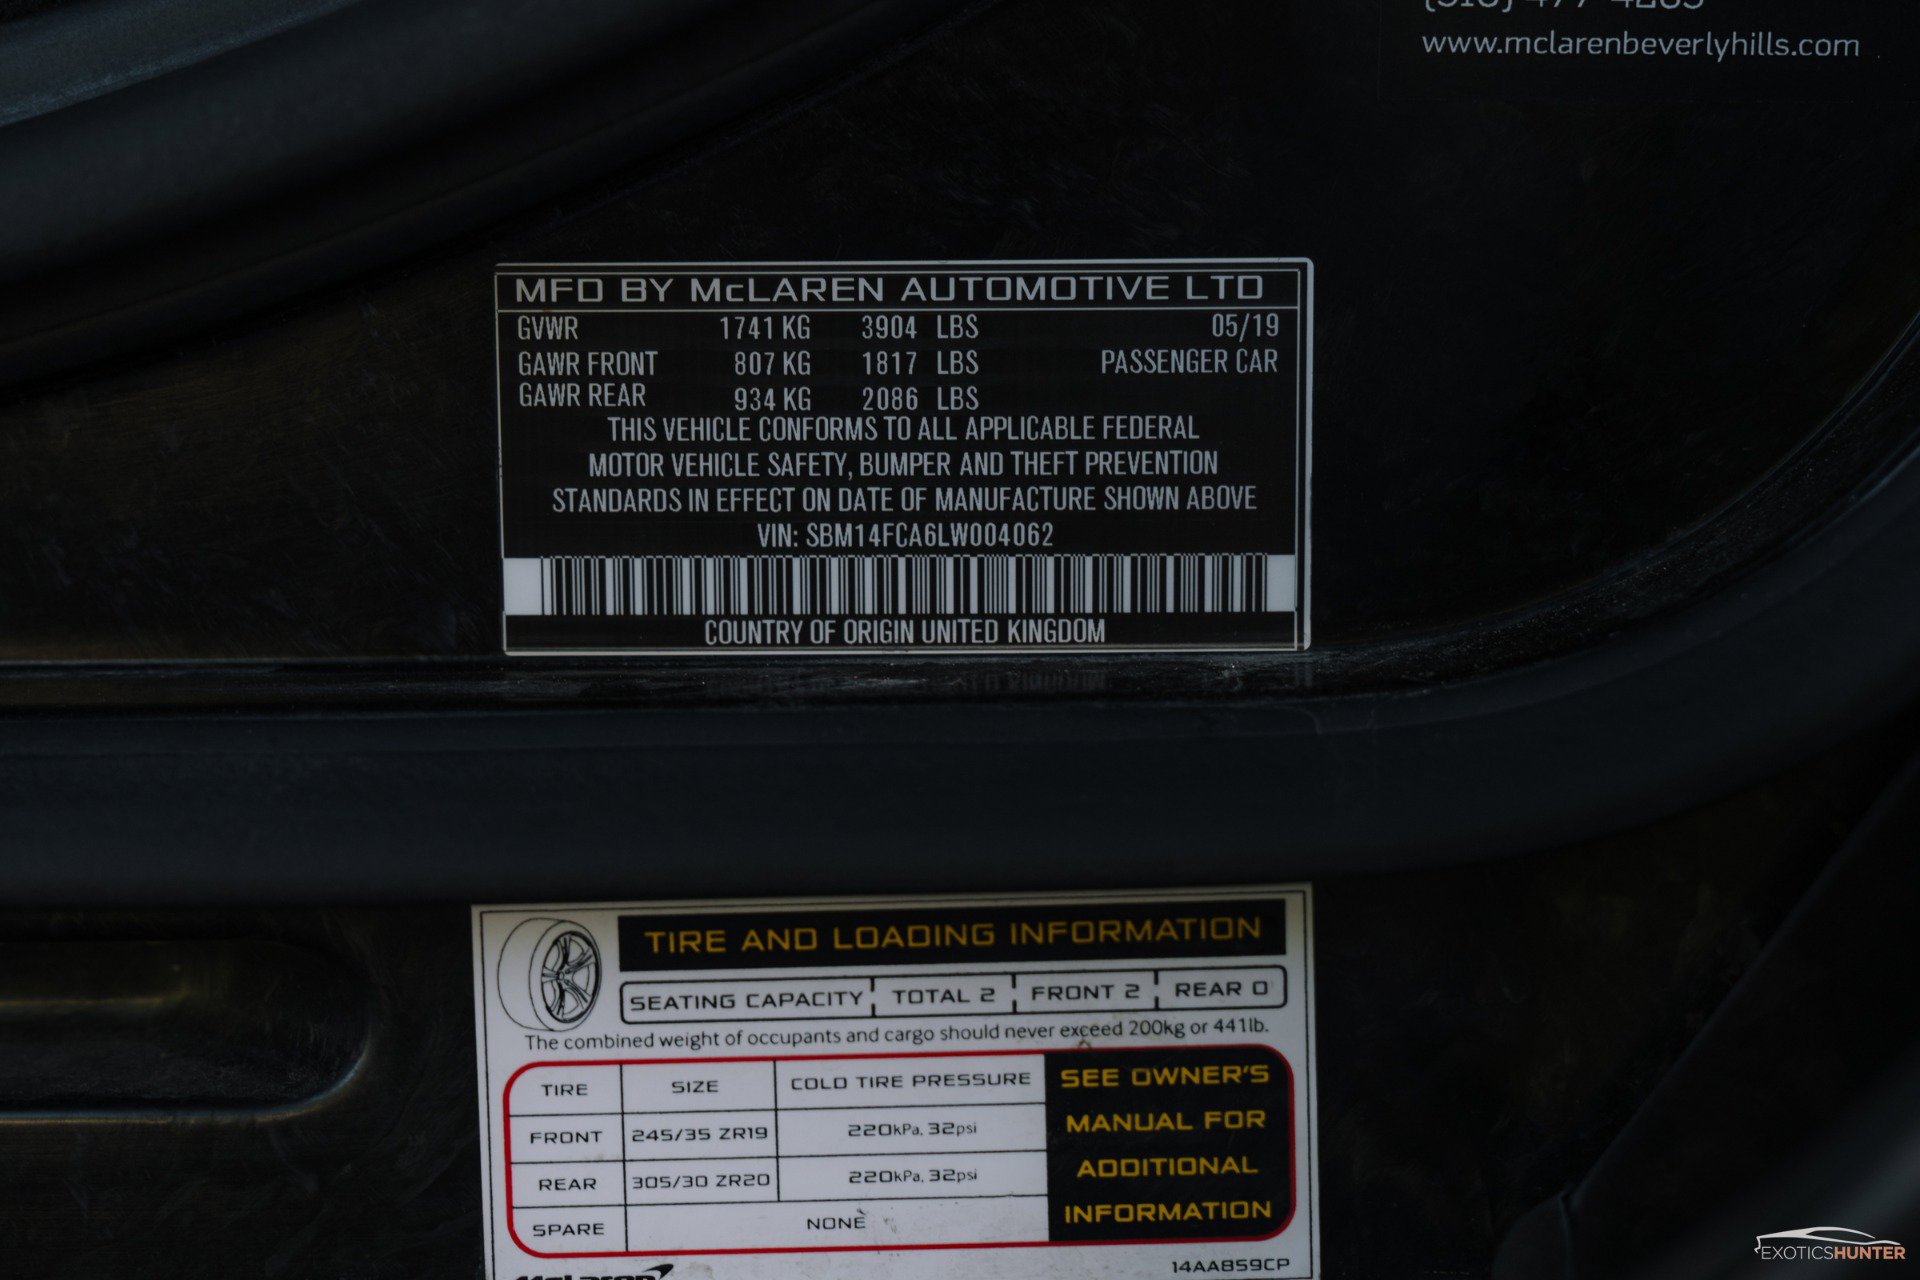 www.mclarenbeverlyhills.com
MFD BY McLAREN AUTOMOTIVE LTD
GVWR 1741 KG 3904 LBS 05/19
GAWR FRONT 807 KG 1817 LBS PASSENGER CAR
GAWR REAR 934 KG 2086 LBS
THIS VEHICLE CONFORMS TO ALL APPLICABLE FEDERAL
MOTOR VEHICLE SAFETY, BUMPER AND THEFT PREVENTION
STANDARDS IN EFFECT ON DATE OF MANUFACTURE SHOWN ABOVE
VIN: SBM14FCA6LW004062
COUNTRY OF ORIGIN UNITED KINGDOM
TIRE AND LOADING INFORMATION
SEATING CAPACITY TOTAL 2 FRONT 2 REAR 0
The combined weight of occupants and cargo should never exceed 200kg or 441lb.
TIRE SIZE COLD TIRE PRESSURE
FRONT 245/35 ZR19 220kPa, 32psi
REAR 305/30 ZR20 220kPa, 32psi
SPARE NONE
SEE OWNER'S
MANUAL FOR
ADDITIONAL
INFORMATION
McLaren
14AA859CP
EXOTICSHUNTER